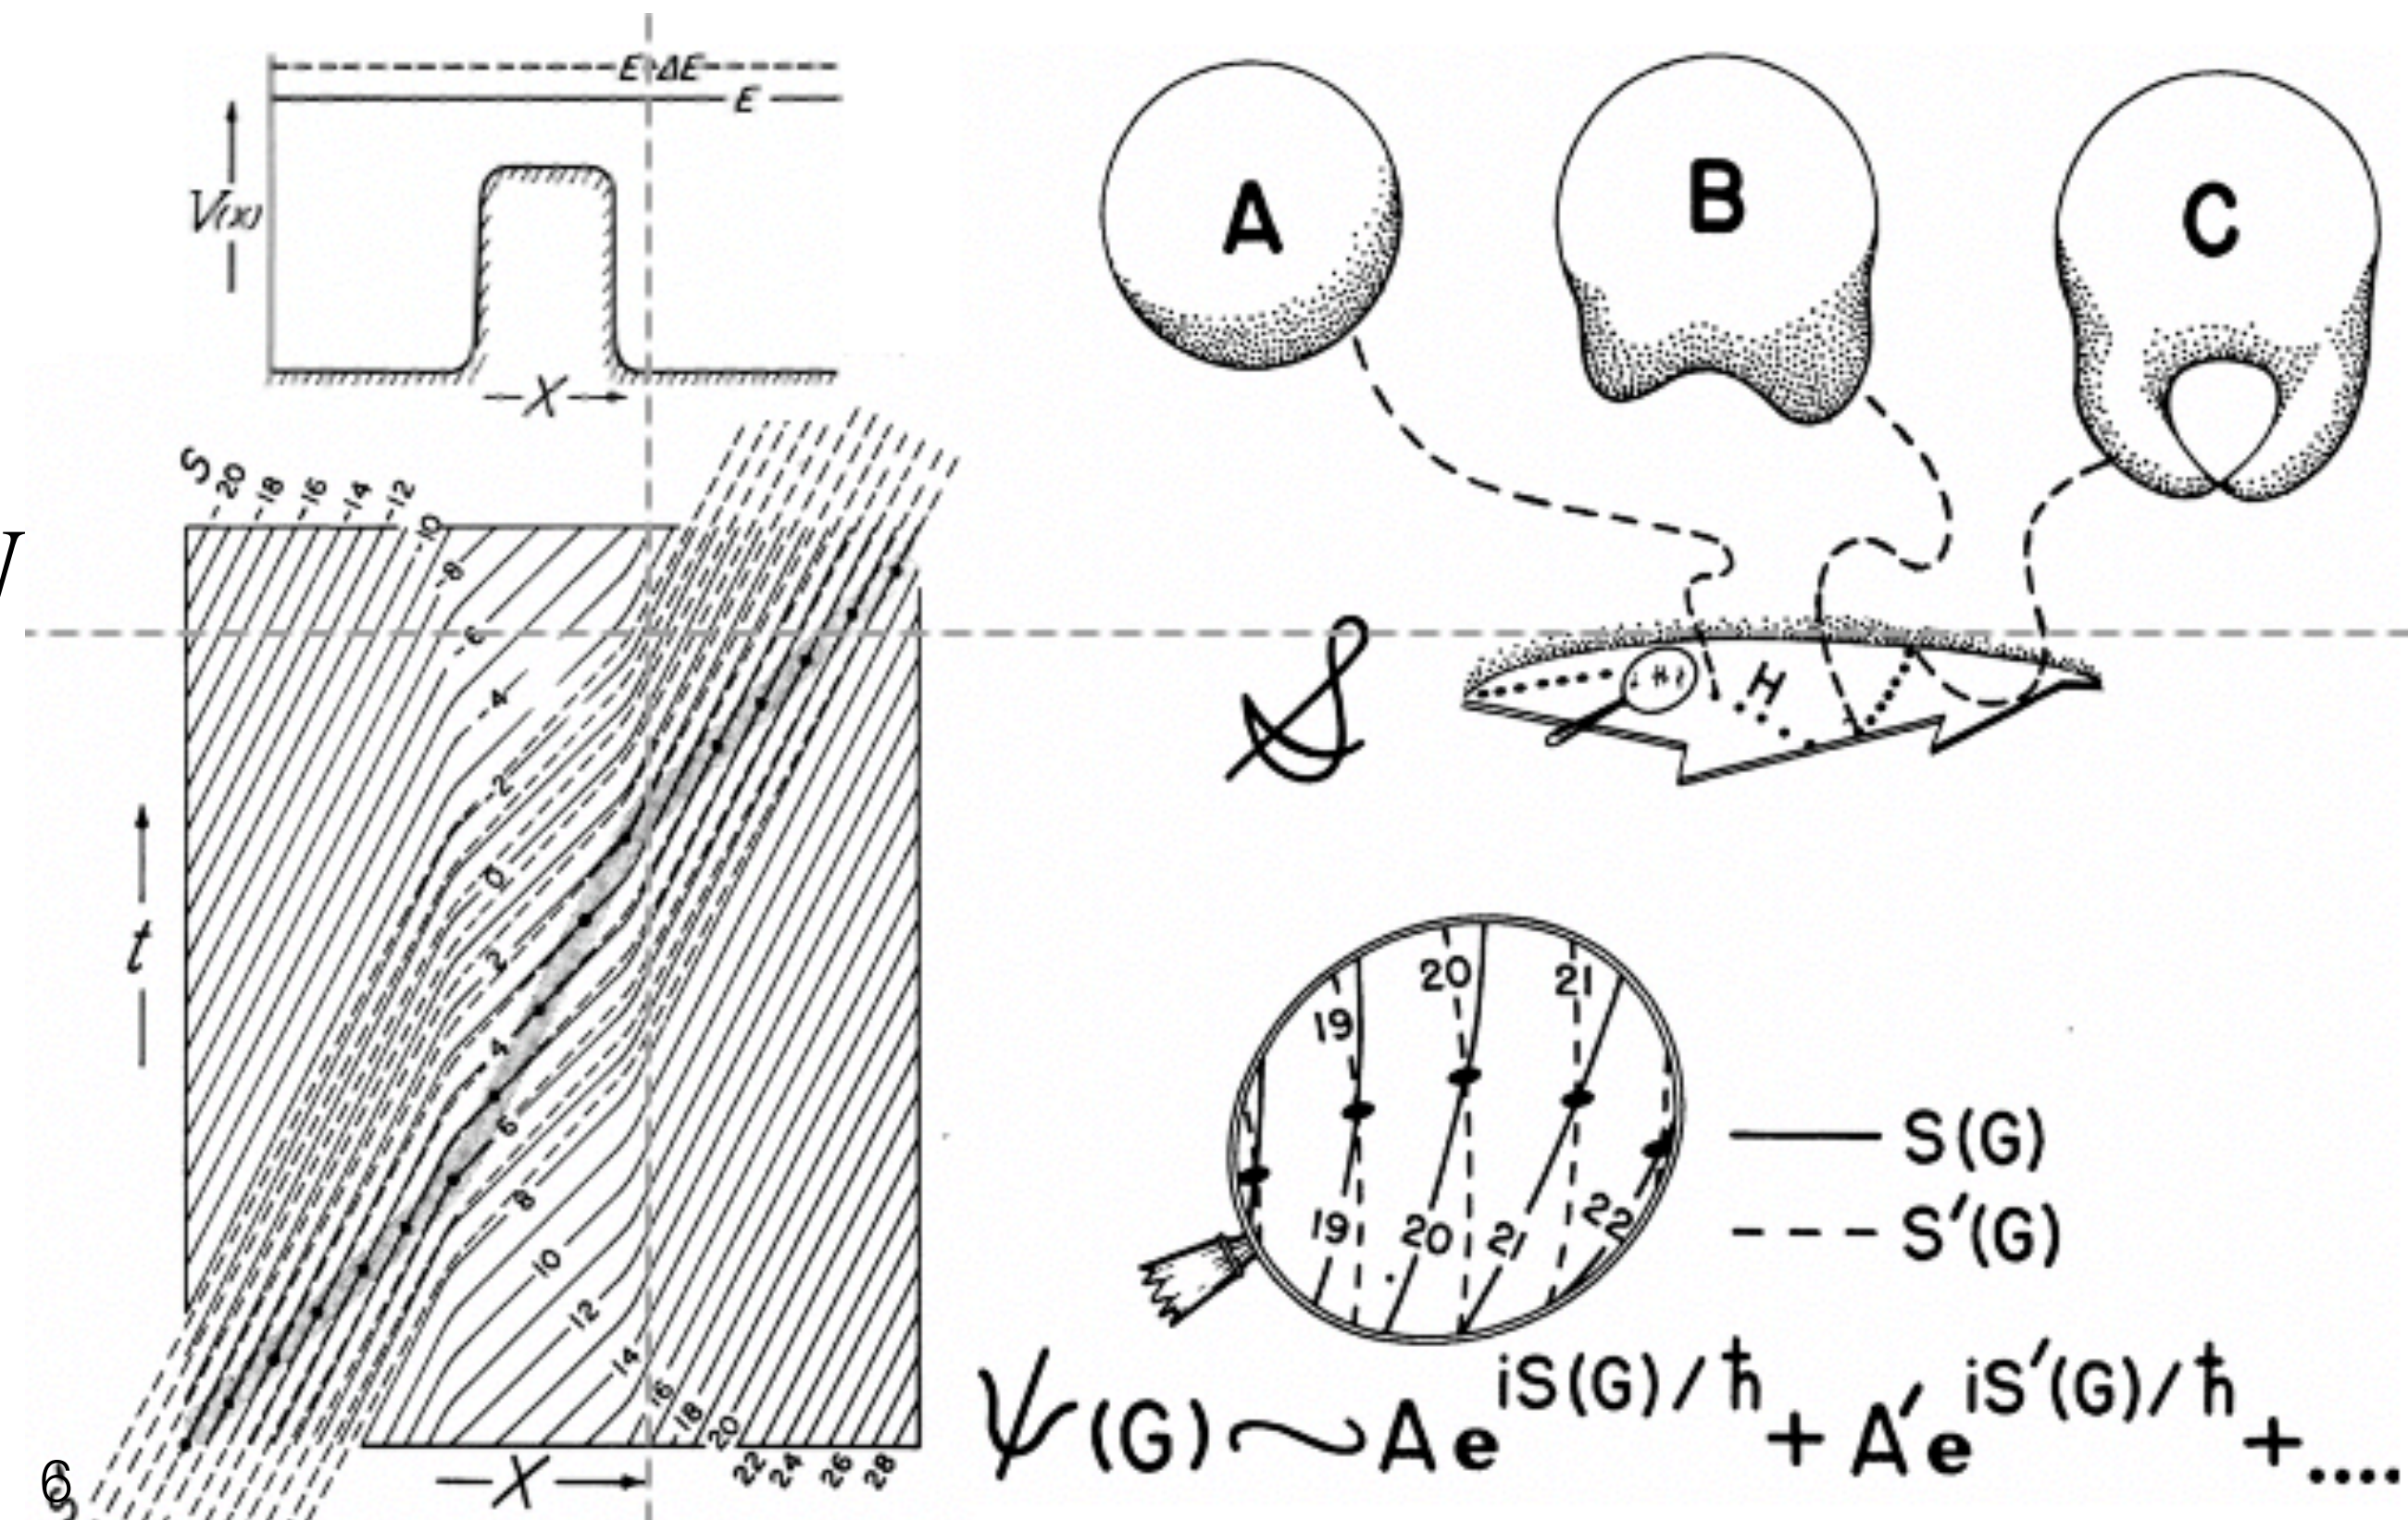 E+ΔE
E
V(x)
X
S
-20
-18
-16
-14
-12
-10
-8
-6
-4
-2
0
2
4
6
8
10
12
14
16
18
20
22
24
26
28
t
X
6
A
B
C
S
H
19
20
21
19
20
21
22
S(G)
S′(G)
ψ(G) ~ A e^{iS(G)/ħ} + A′ e^{iS′(G)/ħ} + ....